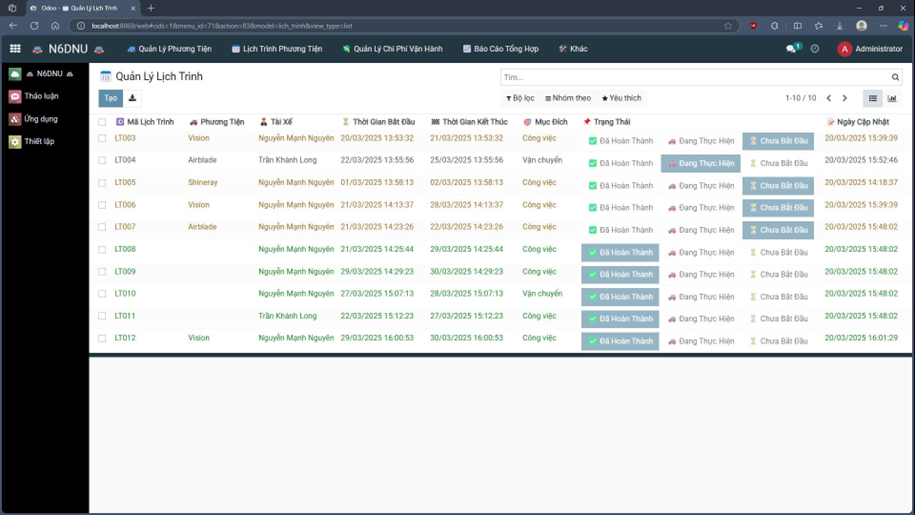 Odoo - Lịch Trình
localhost:8069/web#cids=1&menu_id=71&action=83&model=lich_trinh&view_type=list
N6DNU Quản Lý Phương Tiện Lịch Trình Phương Tiện Quản Lý Chi Phí Vận Hành Báo Cáo Tổng Hợp Khác 1 A Administrator
N6DNU
Thảo luận
Ứng dụng
Thiết lập
Quản Lý Lịch Trình Tìm...
Tạo Bộ lọc Nhóm theo Yêu thích 1-10 / 10
Mã Lịch Trình Phương Tiện Tài Xế Thời Gian Bắt Đầu Thời Gian Kết Thúc Mục Đích Trạng Thái Ngày Cập Nhật
LT003 Vision Nguyễn Mạnh Nguyên 20/03/2025 13:53:32 21/03/2025 13:53:32 Công việc Đã Hoàn Thành Đang Thực Hiện Chưa Bắt Đầu 20/03/2025 15:39:39
LT004 Airblade Trần Khánh Long 22/03/2025 13:55:56 25/03/2025 13:55:56 Vận chuyển Đã Hoàn Thành Đang Thực Hiện Chưa Bắt Đầu 20/03/2025 15:52:46
LT005 Shineray Nguyễn Mạnh Nguyên 01/03/2025 13:58:13 02/03/2025 13:58:13 Công việc Đã Hoàn Thành Đang Thực Hiện Chưa Bắt Đầu 20/03/2025 14:18:37
LT006 Vision Nguyễn Mạnh Nguyên 21/03/2025 14:13:37 28/03/2025 14:13:37 Công việc Đã Hoàn Thành Đang Thực Hiện Chưa Bắt Đầu 20/03/2025 15:39:39
LT007 Airblade Nguyễn Mạnh Nguyên 21/03/2025 14:23:26 22/03/2025 14:23:26 Công việc Đã Hoàn Thành Đang Thực Hiện Chưa Bắt Đầu 20/03/2025 15:48:02
LT008 Nguyễn Mạnh Nguyên 21/03/2025 14:25:44 29/03/2025 14:25:44 Công việc Đã Hoàn Thành Đang Thực Hiện Chưa Bắt Đầu 20/03/2025 15:48:02
LT009 Nguyễn Mạnh Nguyên 29/03/2025 14:29:23 30/03/2025 14:29:23 Công việc Đã Hoàn Thành Đang Thực Hiện Chưa Bắt Đầu 20/03/2025 15:48:02
LT010 Nguyễn Mạnh Nguyên 27/03/2025 15:07:13 28/03/2025 15:07:13 Vận chuyển Đã Hoàn Thành Đang Thực Hiện Chưa Bắt Đầu 20/03/2025 15:48:02
LT011 Trần Khánh Long 22/03/2025 15:12:23 27/03/2025 15:12:23 Công việc Đã Hoàn Thành Đang Thực Hiện Chưa Bắt Đầu 20/03/2025 15:48:02
LT012 Vision Nguyễn Mạnh Nguyên 29/03/2025 16:00:53 30/03/2025 16:00:53 Công việc Đã Hoàn Thành Đang Thực Hiện Chưa Bắt Đầu 20/03/2025 16:01:29